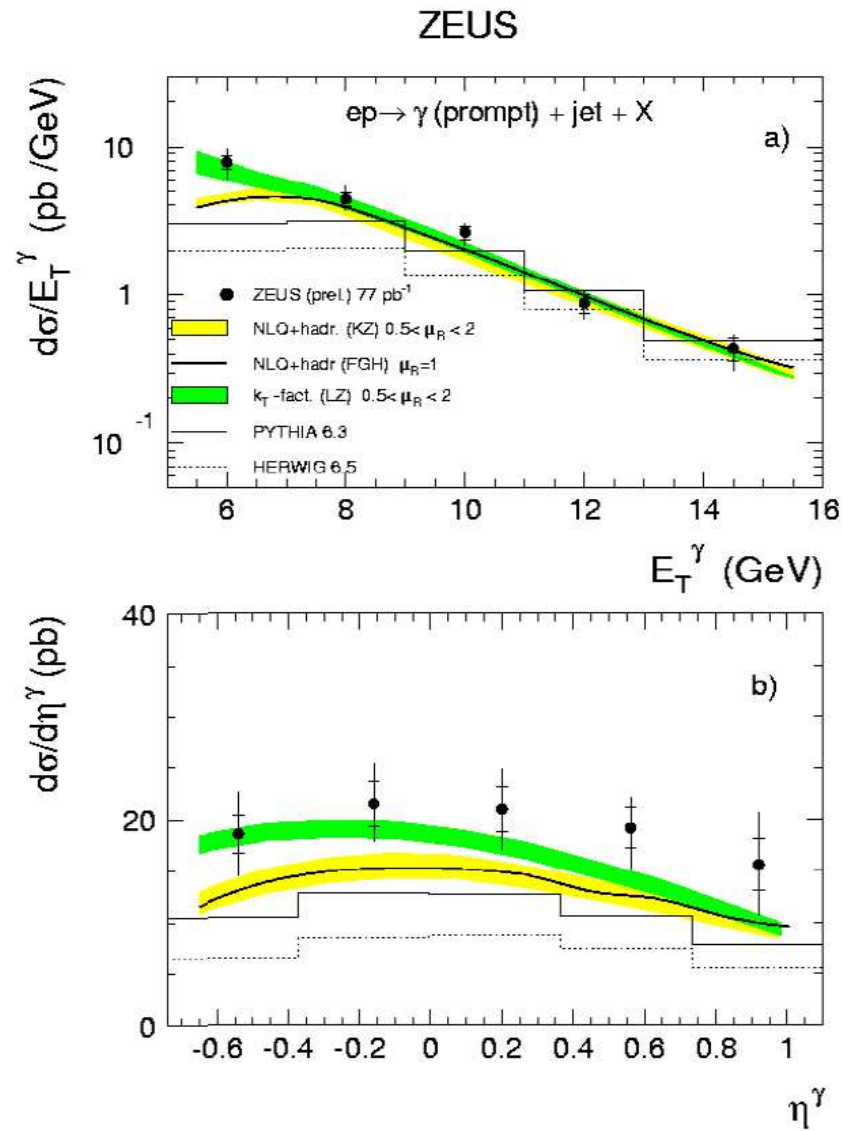 ZEUS
ep→ γ (prompt) + jet + X
a)
dσ/E_T^γ (pb /GeV)
10
1
10^-1
ZEUS (prel.) 77 pb^-1
NLO+hadr. (KZ) 0.5< μ_R < 2
NLO+hadr (FGH) μ_R=1
k_T -fact. (LZ) 0.5< μ_R < 2
PYTHIA 6.3
HERWIG 6.5
6 8 10 12 14 16
E_T^γ (GeV)
b)
dσ/dη^γ (pb)
40
20
0
-0.6 -0.4 -0.2 0 0.2 0.4 0.6 0.8 1
η^γ